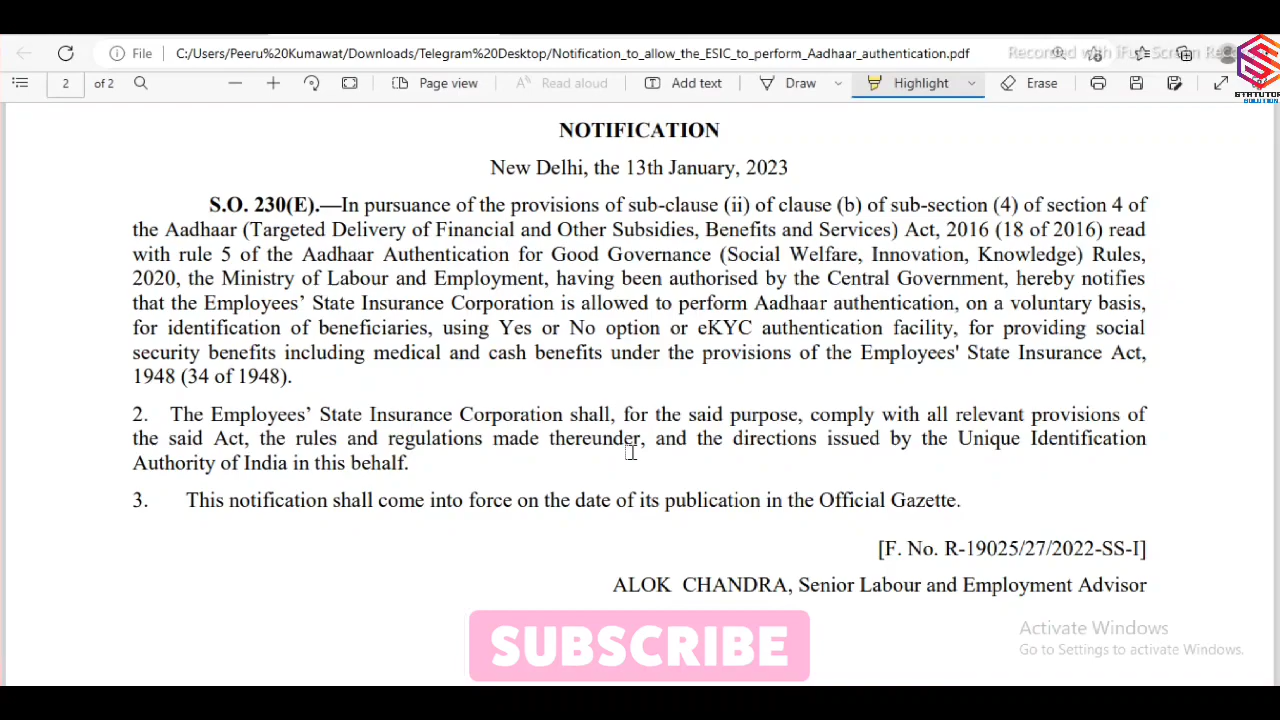 File C:/Users/Peeru%20Kumawat/Downloads/Telegram%20Desktop/Notification_to_allow_the_ESIC_to_perform_Aadhaar_authentication.pdf Recorded with iFun Screen
2 of 2 Page view Read aloud Add text Draw Highlight Erase
STATUTOR
SOLUTION
NOTIFICATION
New Delhi, the 13th January, 2023
S.O. 230(E).—In pursuance of the provisions of sub-clause (ii) of clause (b) of sub-section (4) of section 4 of
the Aadhaar (Targeted Delivery of Financial and Other Subsidies, Benefits and Services) Act, 2016 (18 of 2016) read
with rule 5 of the Aadhaar Authentication for Good Governance (Social Welfare, Innovation, Knowledge) Rules,
2020, the Ministry of Labour and Employment, having been authorised by the Central Government, hereby notifies
that the Employees’ State Insurance Corporation is allowed to perform Aadhaar authentication, on a voluntary basis,
for identification of beneficiaries, using Yes or No option or eKYC authentication facility, for providing social
security benefits including medical and cash benefits under the provisions of the Employees' State Insurance Act,
1948 (34 of 1948).
2. The Employees’ State Insurance Corporation shall, for the said purpose, comply with all relevant provisions of
the said Act, the rules and regulations made thereunder, and the directions issued by the Unique Identification
Authority of India in this behalf.
3. This notification shall come into force on the date of its publication in the Official Gazette.
[F. No. R-19025/27/2022-SS-I]
ALOK CHANDRA, Senior Labour and Employment Advisor
SUBSCRIBE
Activate Windows
Go to Settings to activate Windows.